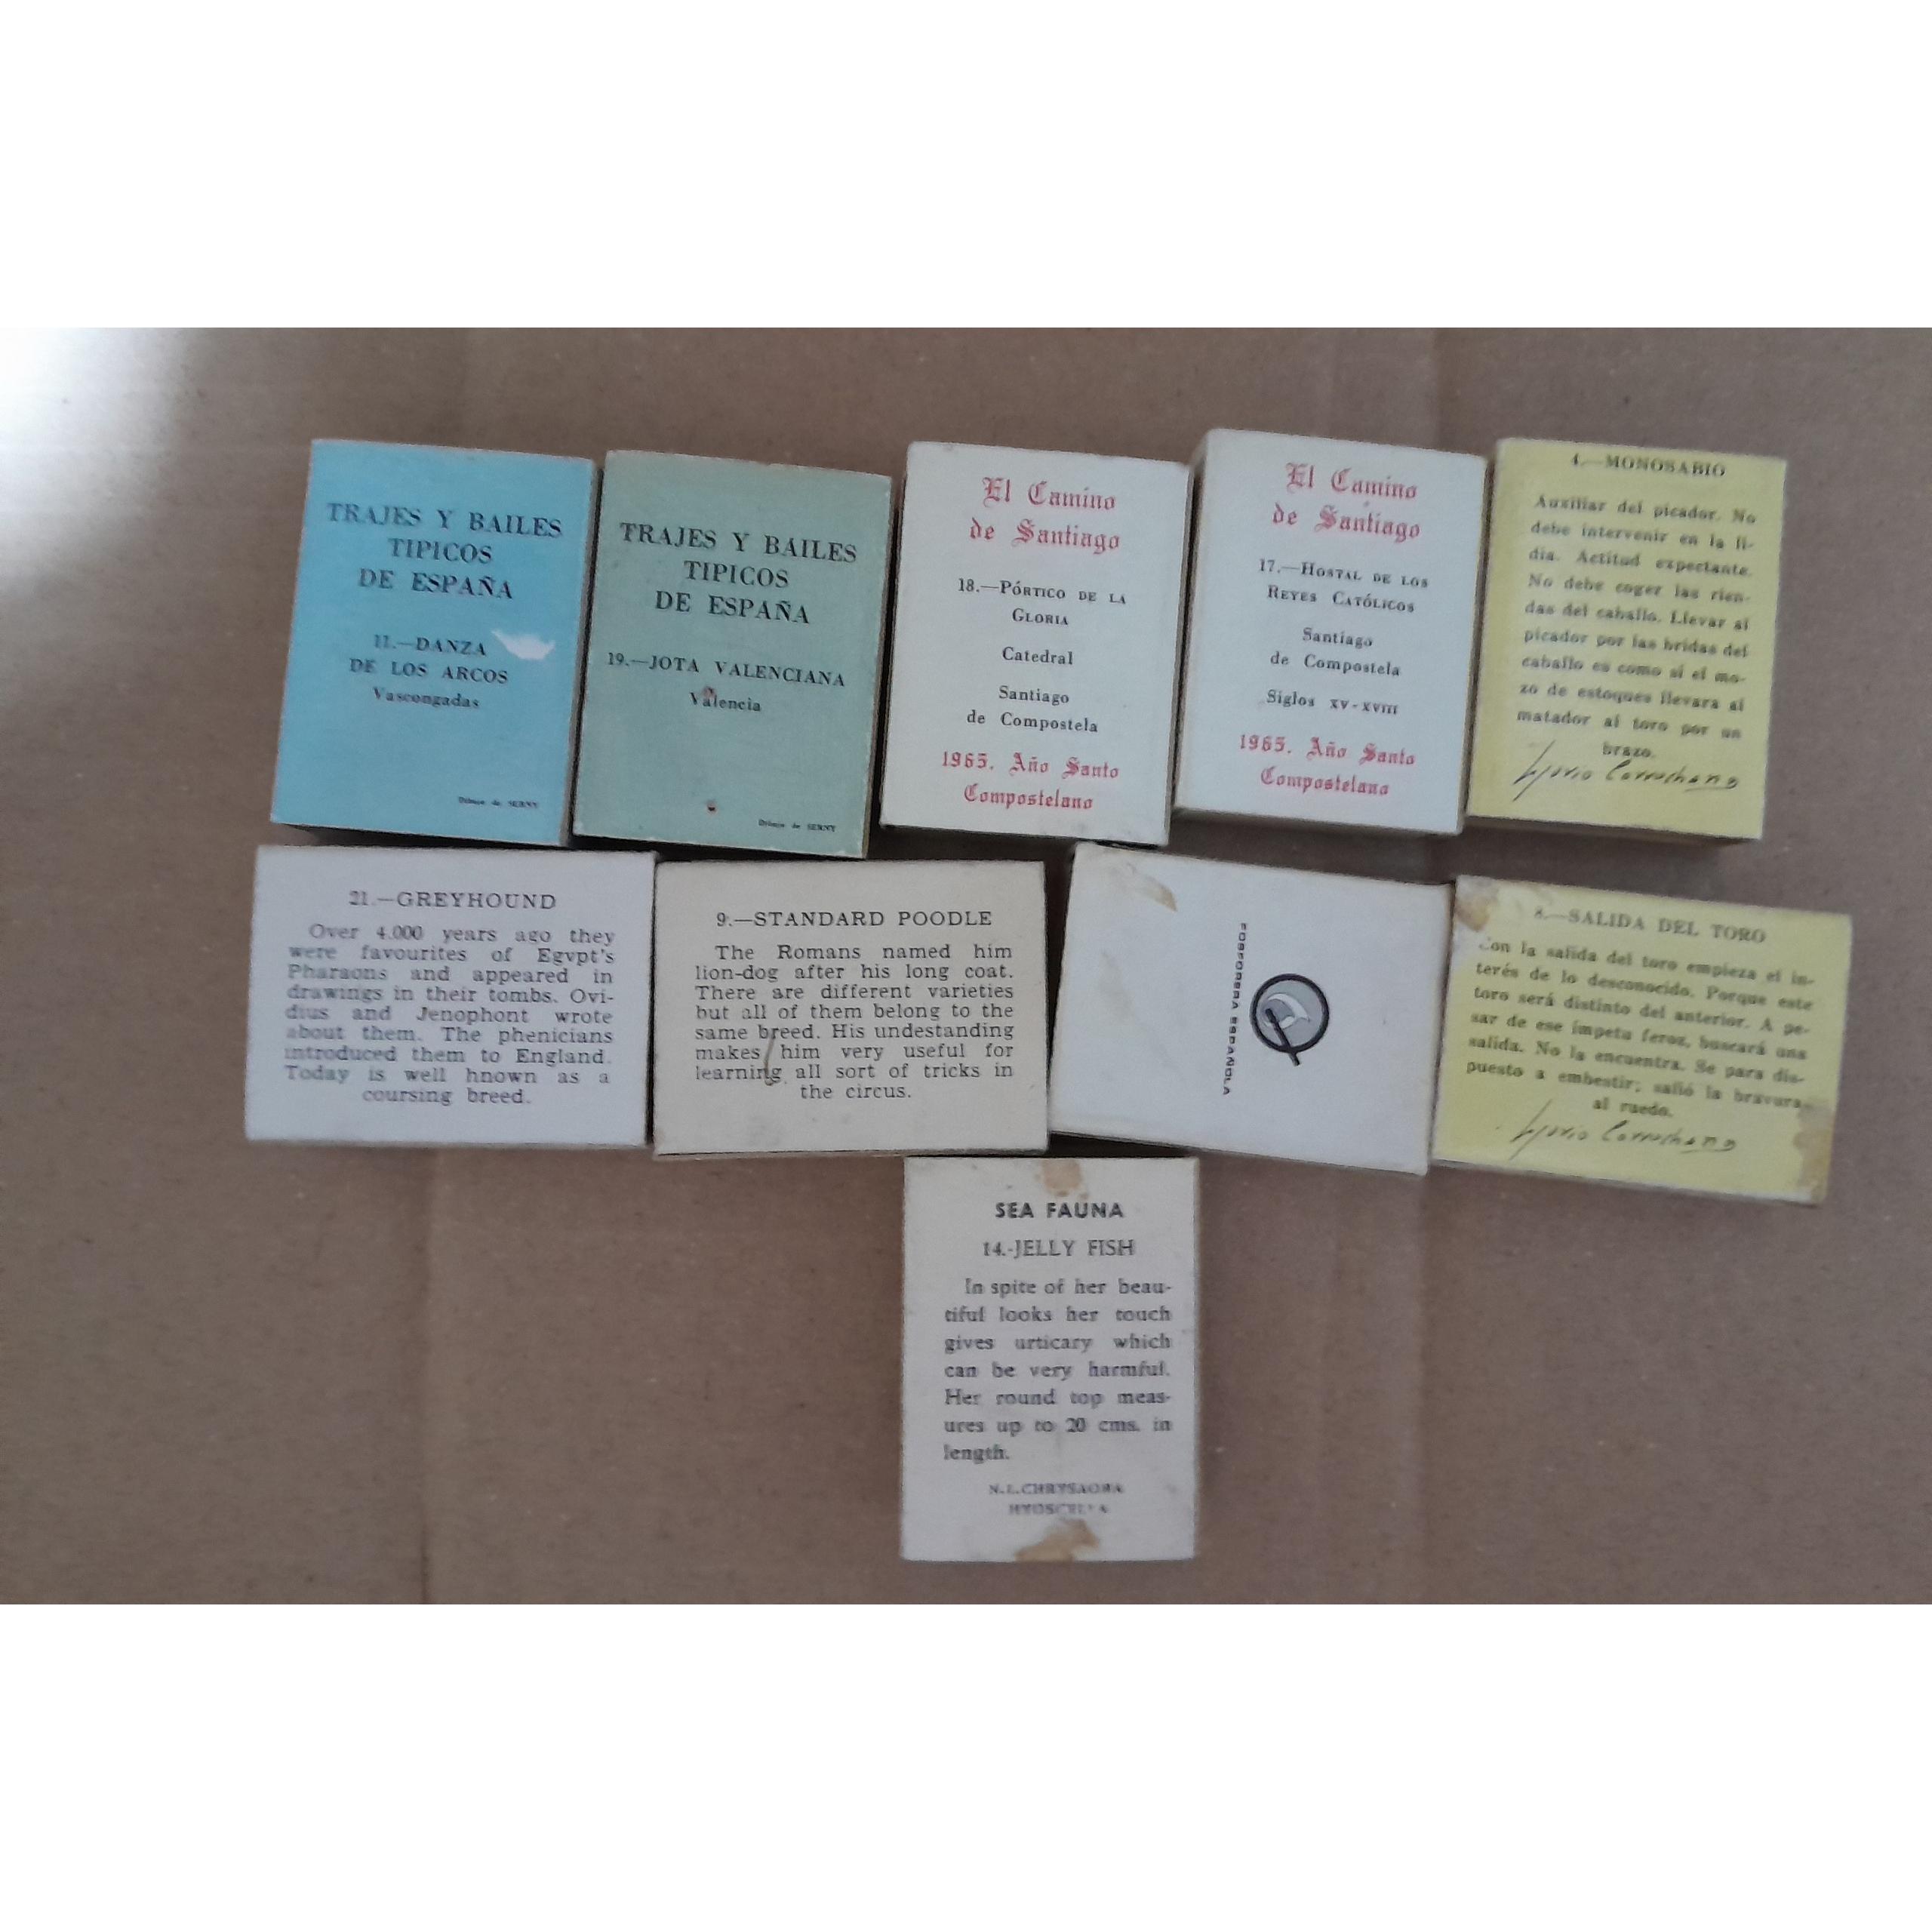 TRAJES Y BAILES
TIPICOS
DE ESPAÑA
11.—DANZA
DE LOS ARCOS
Vascongadas
Dibujos de SERNY
TRAJES Y BAILES
TIPICOS
DE ESPAÑA
19.—JOTA VALENCIANA
Valencia
Dibujos de SERNY
El Camino
de Santiago
18.—PÓRTICO DE LA
GLORIA
Catedral
Santiago
de Compostela
1965. Año Santo
Compostelano
El Camino
de Santiago
17.—HOSTAL DE LOS
REYES CATÓLICOS
Santiago
de Compostela
Siglos XV-XVIII
1965. Año Santo
Compostelano
4.—MONOSABIO
Auxiliar del picador. No
debe intervenir en la li-
dia. Actitud expectante.
No debe coger las rien-
das del caballo. Llevar al
picador por las bridas del
caballo es como si el mo-
zo de estoques llevara al
matador al toro por un
brazo.
21.—GREYHOUND
Over 4.000 years ago they
were favourites of Egypt's
Pharaons and appeared in
drawings in their tombs. Ovi-
dius and Jenophont wrote
about them. The phenicians
introduced them to England.
Today is well hnown as a
coursing breed.
9.—STANDARD POODLE
The Romans named him
lion-dog after his long coat.
There are different varieties
but all of them belong to the
same breed. His undestanding
makes him very useful for
learning all sort of tricks in
the circus.
FOSFORERA ESPAÑOLA
8.—SALIDA DEL TORO
Con la salida del toro empieza el in-
terés de lo desconocido. Porque este
toro será distinto del anterior. A pe-
sar de ese ímpetu feroz, buscará una
salida. No la encuentra. Se para dis-
puesto a embestir; salió la bravura
al ruedo.
SEA FAUNA
14.-JELLY FISH
In spite of her beau-
tiful looks her touch
gives urticary which
can be very harmful.
Her round top meas-
ures up to 20 cms. in
length.
N.L.CHRYSAORA